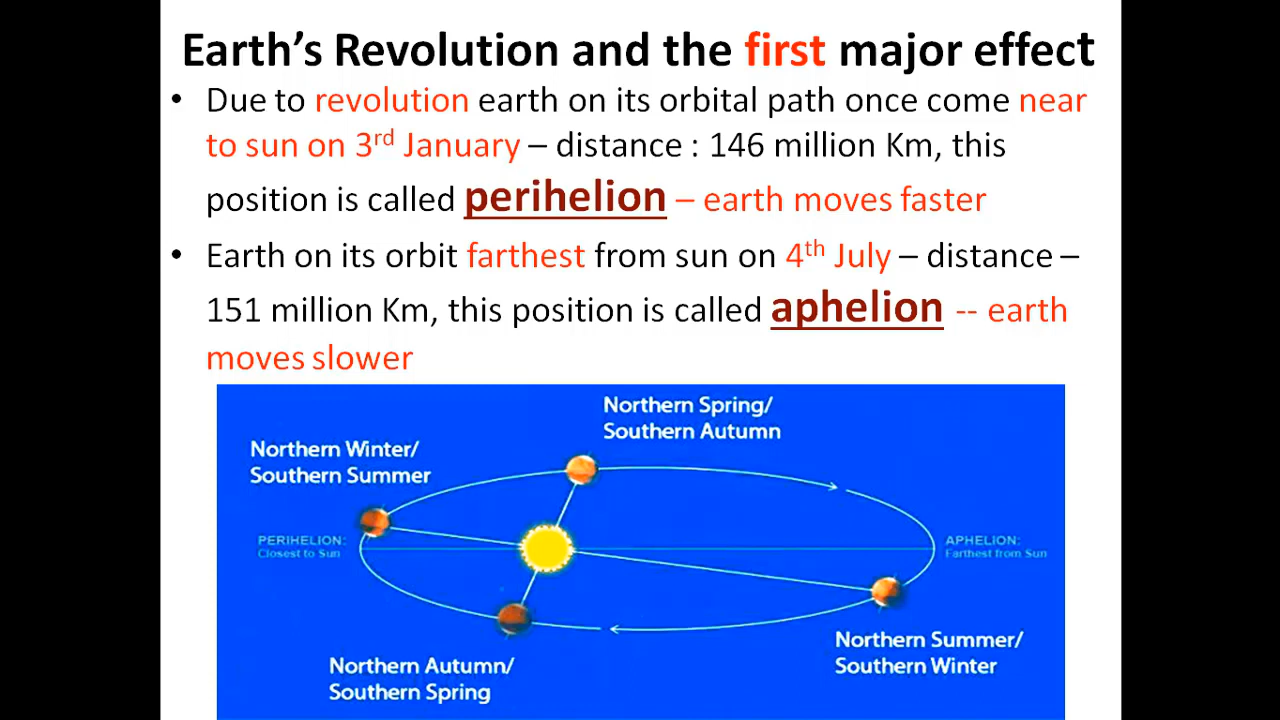 Earth’s Revolution and the first major effect
• Due to revolution earth on its orbital path once come near
to sun on 3rd January – distance : 146 million Km, this
position is called perihelion – earth moves faster
• Earth on its orbit farthest from sun on 4th July – distance –
151 million Km, this position is called aphelion -- earth
moves slower
Northern Spring/
Southern Autumn
Northern Winter/
Southern Summer
PERIHELION:
Closest to Sun
APHELION:
Farthest from Sun
Northern Summer/
Southern Winter
Northern Autumn/
Southern Spring